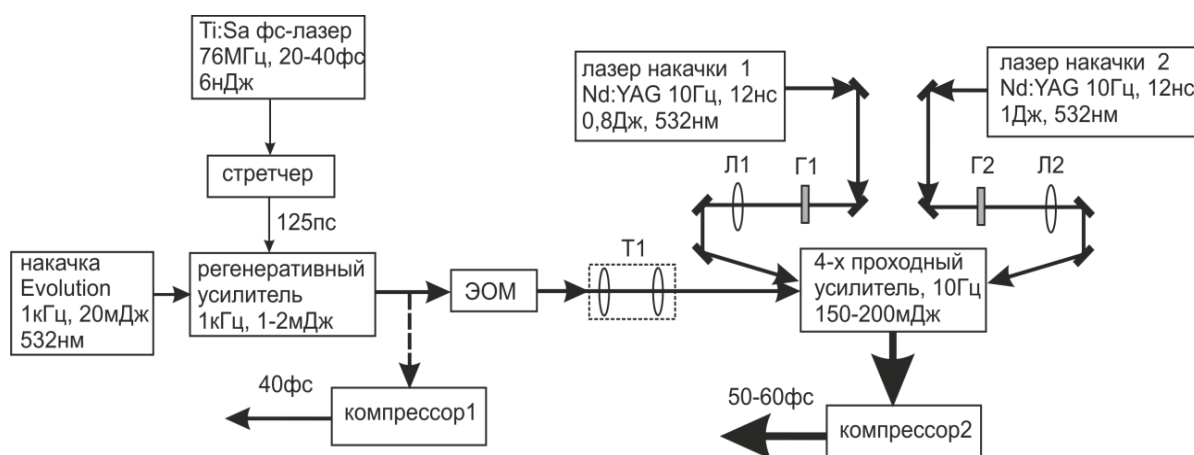 Ti:Sa фс-лазер
76МГц, 20-40фс
6нДж
стретчер
125пс
накачка
Evolution
1кГц, 20мДж
532нм
регенеративный
усилитель
1кГц, 1-2мДж
40фс
компрессор1
ЭОМ
Т1
лазер накачки 1
Nd:YAG 10Гц, 12нс
0,8Дж, 532нм
Л1
Г1
лазер накачки 2
Nd:YAG 10Гц, 12нс
1Дж, 532нм
Г2
Л2
4-х проходный
усилитель, 10Гц
150-200мДж
50-60фс
компрессор2